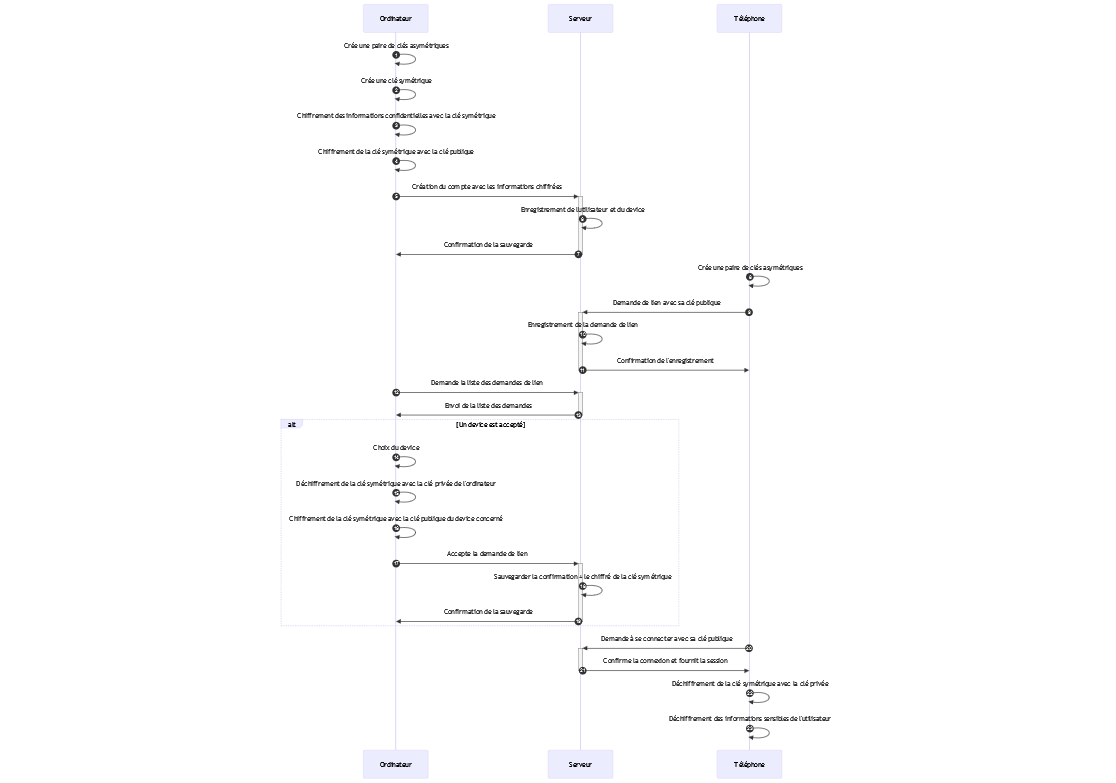 Ordinateur
Serveur
Téléphone
Crée une paire de clés asymétriques
1
Crée une clé symétrique
2
Chiffrement des informations confidentielles avec la clé symétrique
3
Chiffrement de la clé symétrique avec la clé publique
4
Création du compte avec les informations chiffrées
5
Enregistrement de l'utilisateur et du device
6
Confirmation de la sauvegarde
7
Crée une paire de clés asymétriques
8
Demande de lien avec sa clé publique
9
Enregistrement de la demande de lien
10
Confirmation de l'enregistrement
11
Demande la liste des demandes de lien
12
Envoi de la liste des demandes
13
alt
[Un device est accepté]
Choix du device
14
Déchiffrement de la clé symétrique avec la clé privée de l'ordinateur
15
Chiffrement de la clé symétrique avec la clé publique du device concerné
16
Accepte la demande de lien
17
Sauvegarder la confirmation + le chiffré de la clé symétrique
18
Confirmation de la sauvegarde
19
Demande à se connecter avec sa clé publique
20
Confirme la connexion et fournit la session
21
Déchiffrement de la clé symétrique avec la clé privée
22
Déchiffrement des informations sensibles de l'utilisateur
23
Ordinateur
Serveur
Téléphone